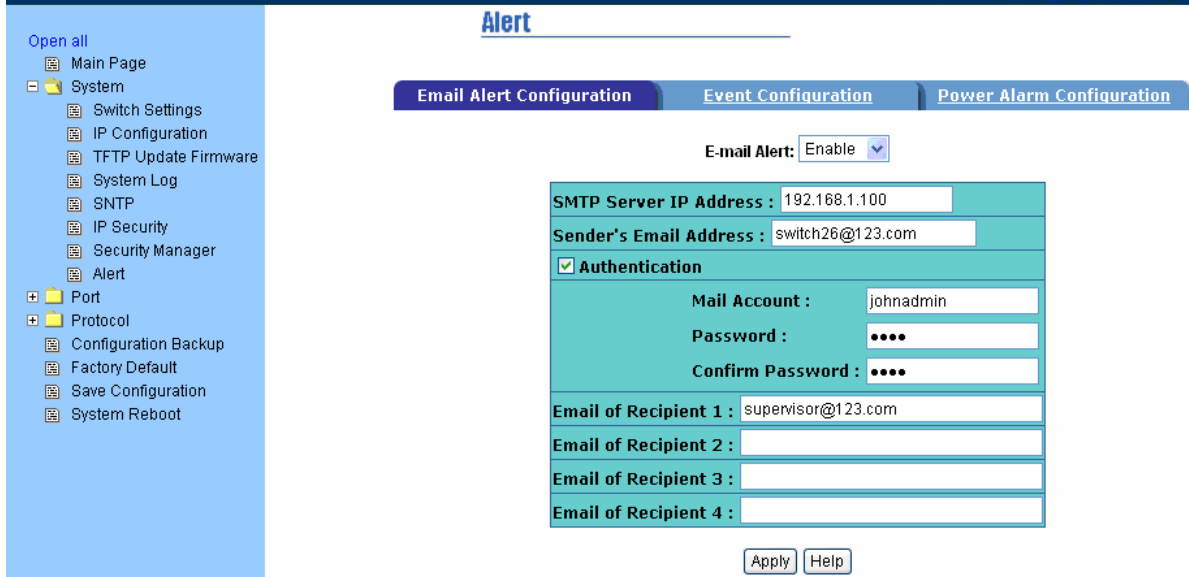 Alert
Open all
Main Page
System
Switch Settings
IP Configuration
TFTP Update Firmware
System Log
SNTP
IP Security
Security Manager
Alert
Port
Protocol
Configuration Backup
Factory Default
Save Configuration
System Reboot
Email Alert Configuration Event Configuration Power Alarm Configuration
E-mail Alert: Enable
SMTP Server IP Address : 192.168.1.100
Sender's Email Address : switch26@123.com
Authentication
Mail Account : johnadmin
Password : ••••
Confirm Password : ••••
Email of Recipient 1 : supervisor@123.com
Email of Recipient 2 :
Email of Recipient 3 :
Email of Recipient 4 :
Apply Help